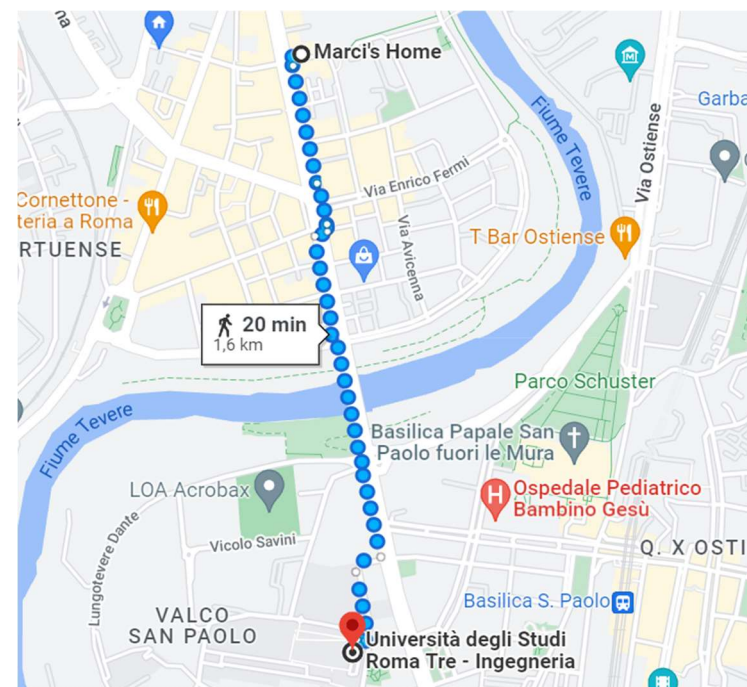 na
Marci's Home
Fiume Tevere
Garba
Via Ostiense
Via Enrico Fermi
Cornettone -
teria a Roma
RTUENSE
Via Avicenna
T Bar Ostiense
20 min
1,6 km
Parco Schuster
Fiume Tevere
Basilica Papale San
Paolo fuori le Mura
LOA Acrobax
Ospedale Pediatrico
Bambino Gesù
Lungotevere Dante
Vicolo Savini
Q. X OSTI
VALCO
SAN PAOLO
Basilica S. Paolo
Università degli Studi
Roma Tre - Ingegneria